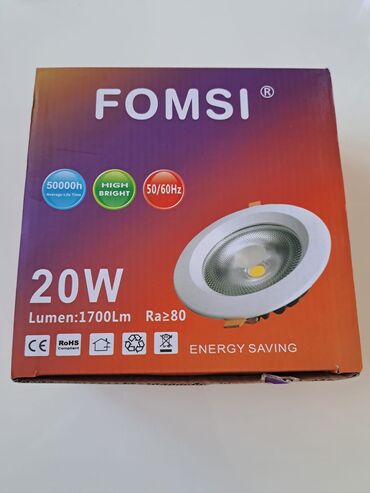 FOMSI ®
50000h
Average Life Time
HIGH
BRIGHT
50/60Hz
20W
Lumen:1700Lm Ra≥80
CE
RoHS
Compliant
ENERGY SAVING